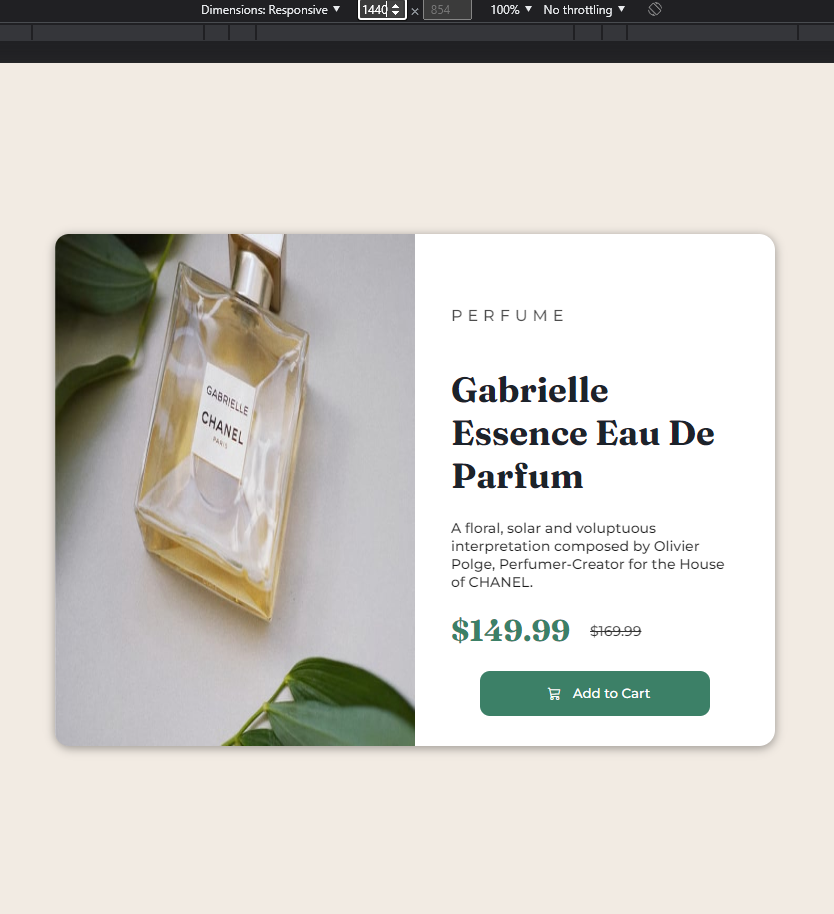 Dimensions: Responsive ▼ 1440 × 854 100% ▼ No throttling ▼
GABRIELLE
CHANEL
PARIS
PERFUME
Gabrielle
Essence Eau De
Parfum
A floral, solar and voluptuous
interpretation composed by Olivier
Polge, Perfumer-Creator for the House
of CHANEL.
$149.99 $169.99
Add to Cart